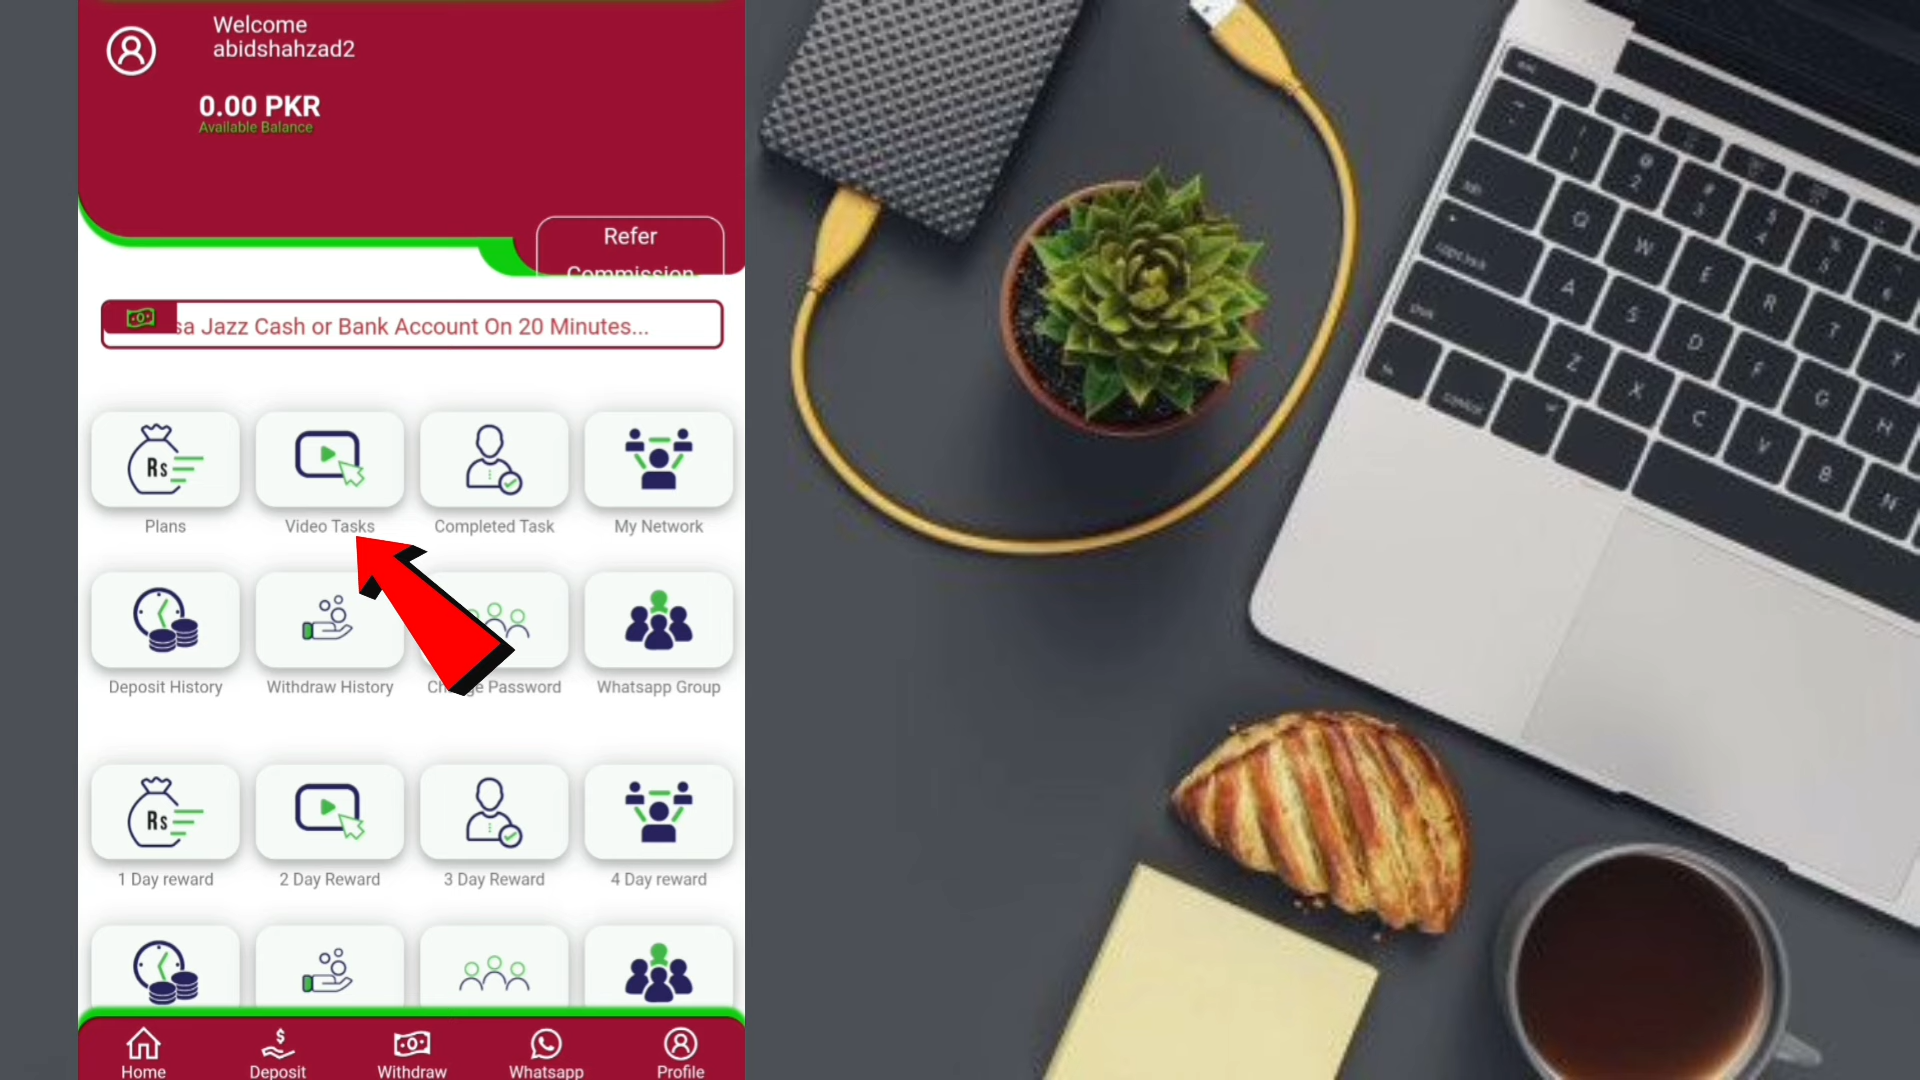 Welcome
abidshahzad2
0.00 PKR
Available Balance
Refer
Commission
sa Jazz Cash or Bank Account On 20 Minutes...
Rs
Plans
Video Tasks
Completed Task
My Network
Deposit History
Withdraw History
Password
Whatsapp Group
Rs
1 Day reward
2 Day Reward
3 Day Reward
4 Day reward
Home
Deposit
Withdraw
Whatsapp
Profile